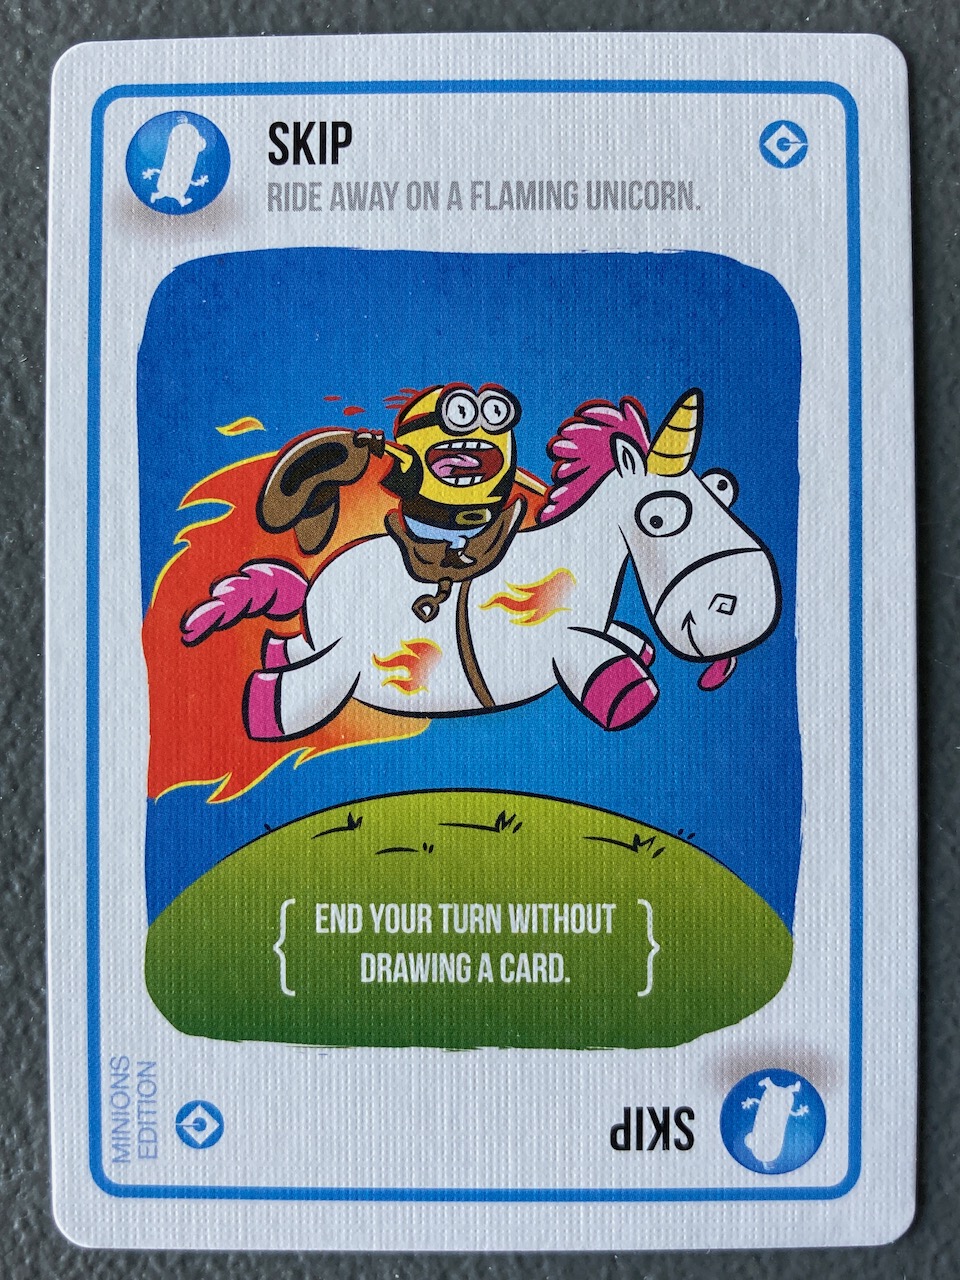 SKIP
RIDE AWAY ON A FLAMING UNICORN.
END YOUR TURN WITHOUT
DRAWING A CARD.
MINIONS
EDITION
SKIP